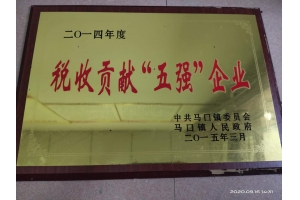 二〇一四年度
税收贡献“五强”企业
中共马口镇委员会
马口镇人民政府
二〇一五年三月